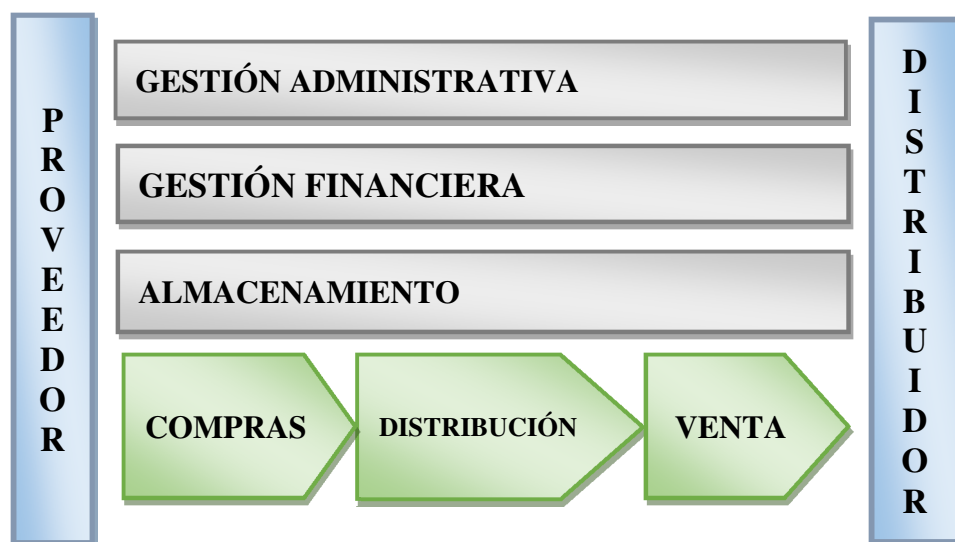 PROVEEDOR
GESTIÓN ADMINISTRATIVA
GESTIÓN FINANCIERA
ALMACENAMIENTO
COMPRAS
DISTRIBUCIÓN
VENTA
DISTRIBUIDOR